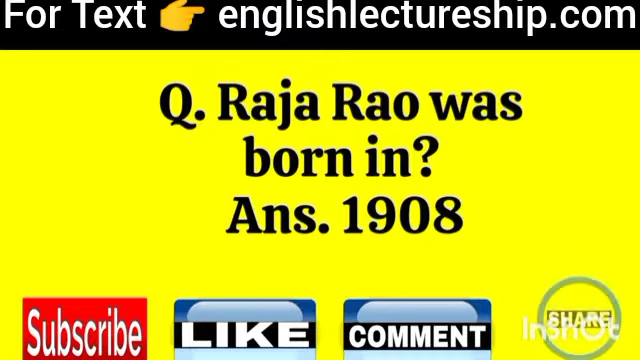 For Text 👉 englishlectureship.com
Q. Raja Rao was
born in?
Ans. 1908
Subscribe
LIKE
COMMENT
SHARE
InShOt